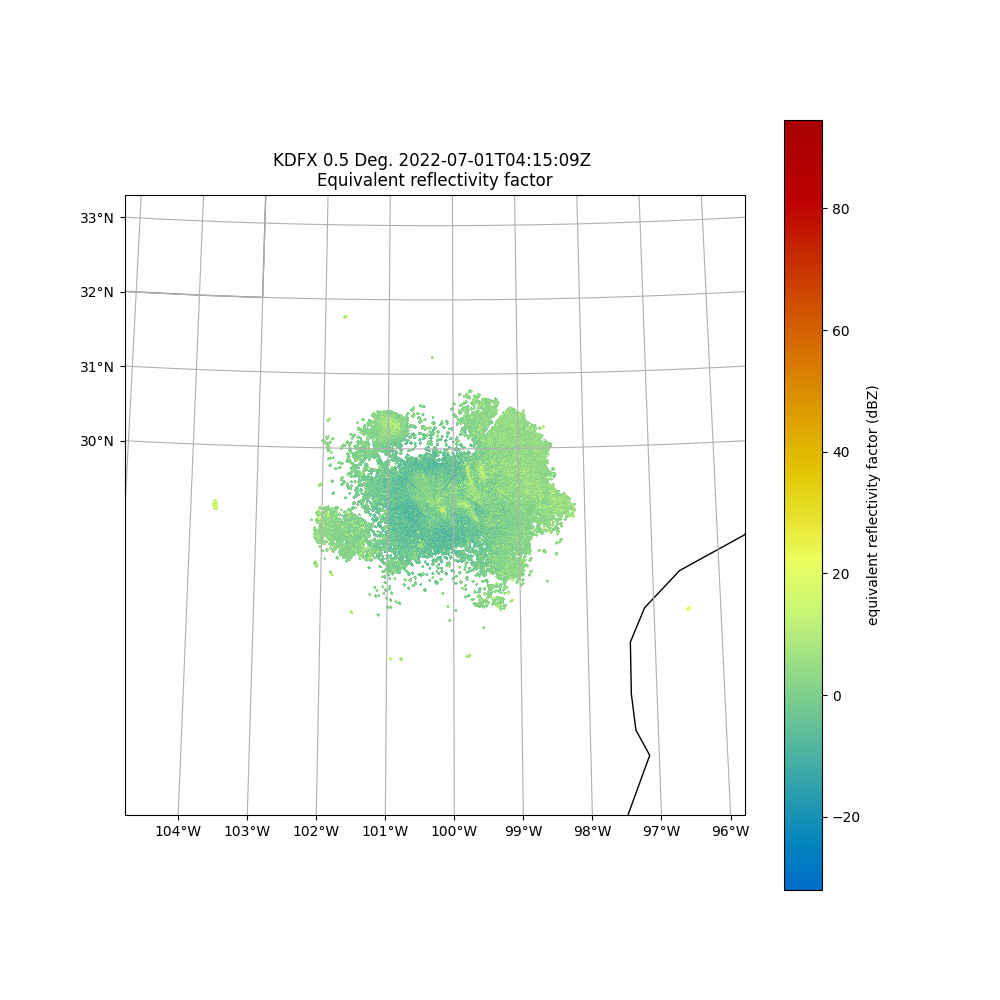 KDFX 0.5 Deg. 2022-07-01T04:15:09Z
Equivalent reflectivity factor
33°N
32°N
31°N
30°N
104°W 103°W 102°W 101°W 100°W 99°W 98°W 97°W 96°W
80
60
40
20
0
−20
equivalent reflectivity factor (dBZ)